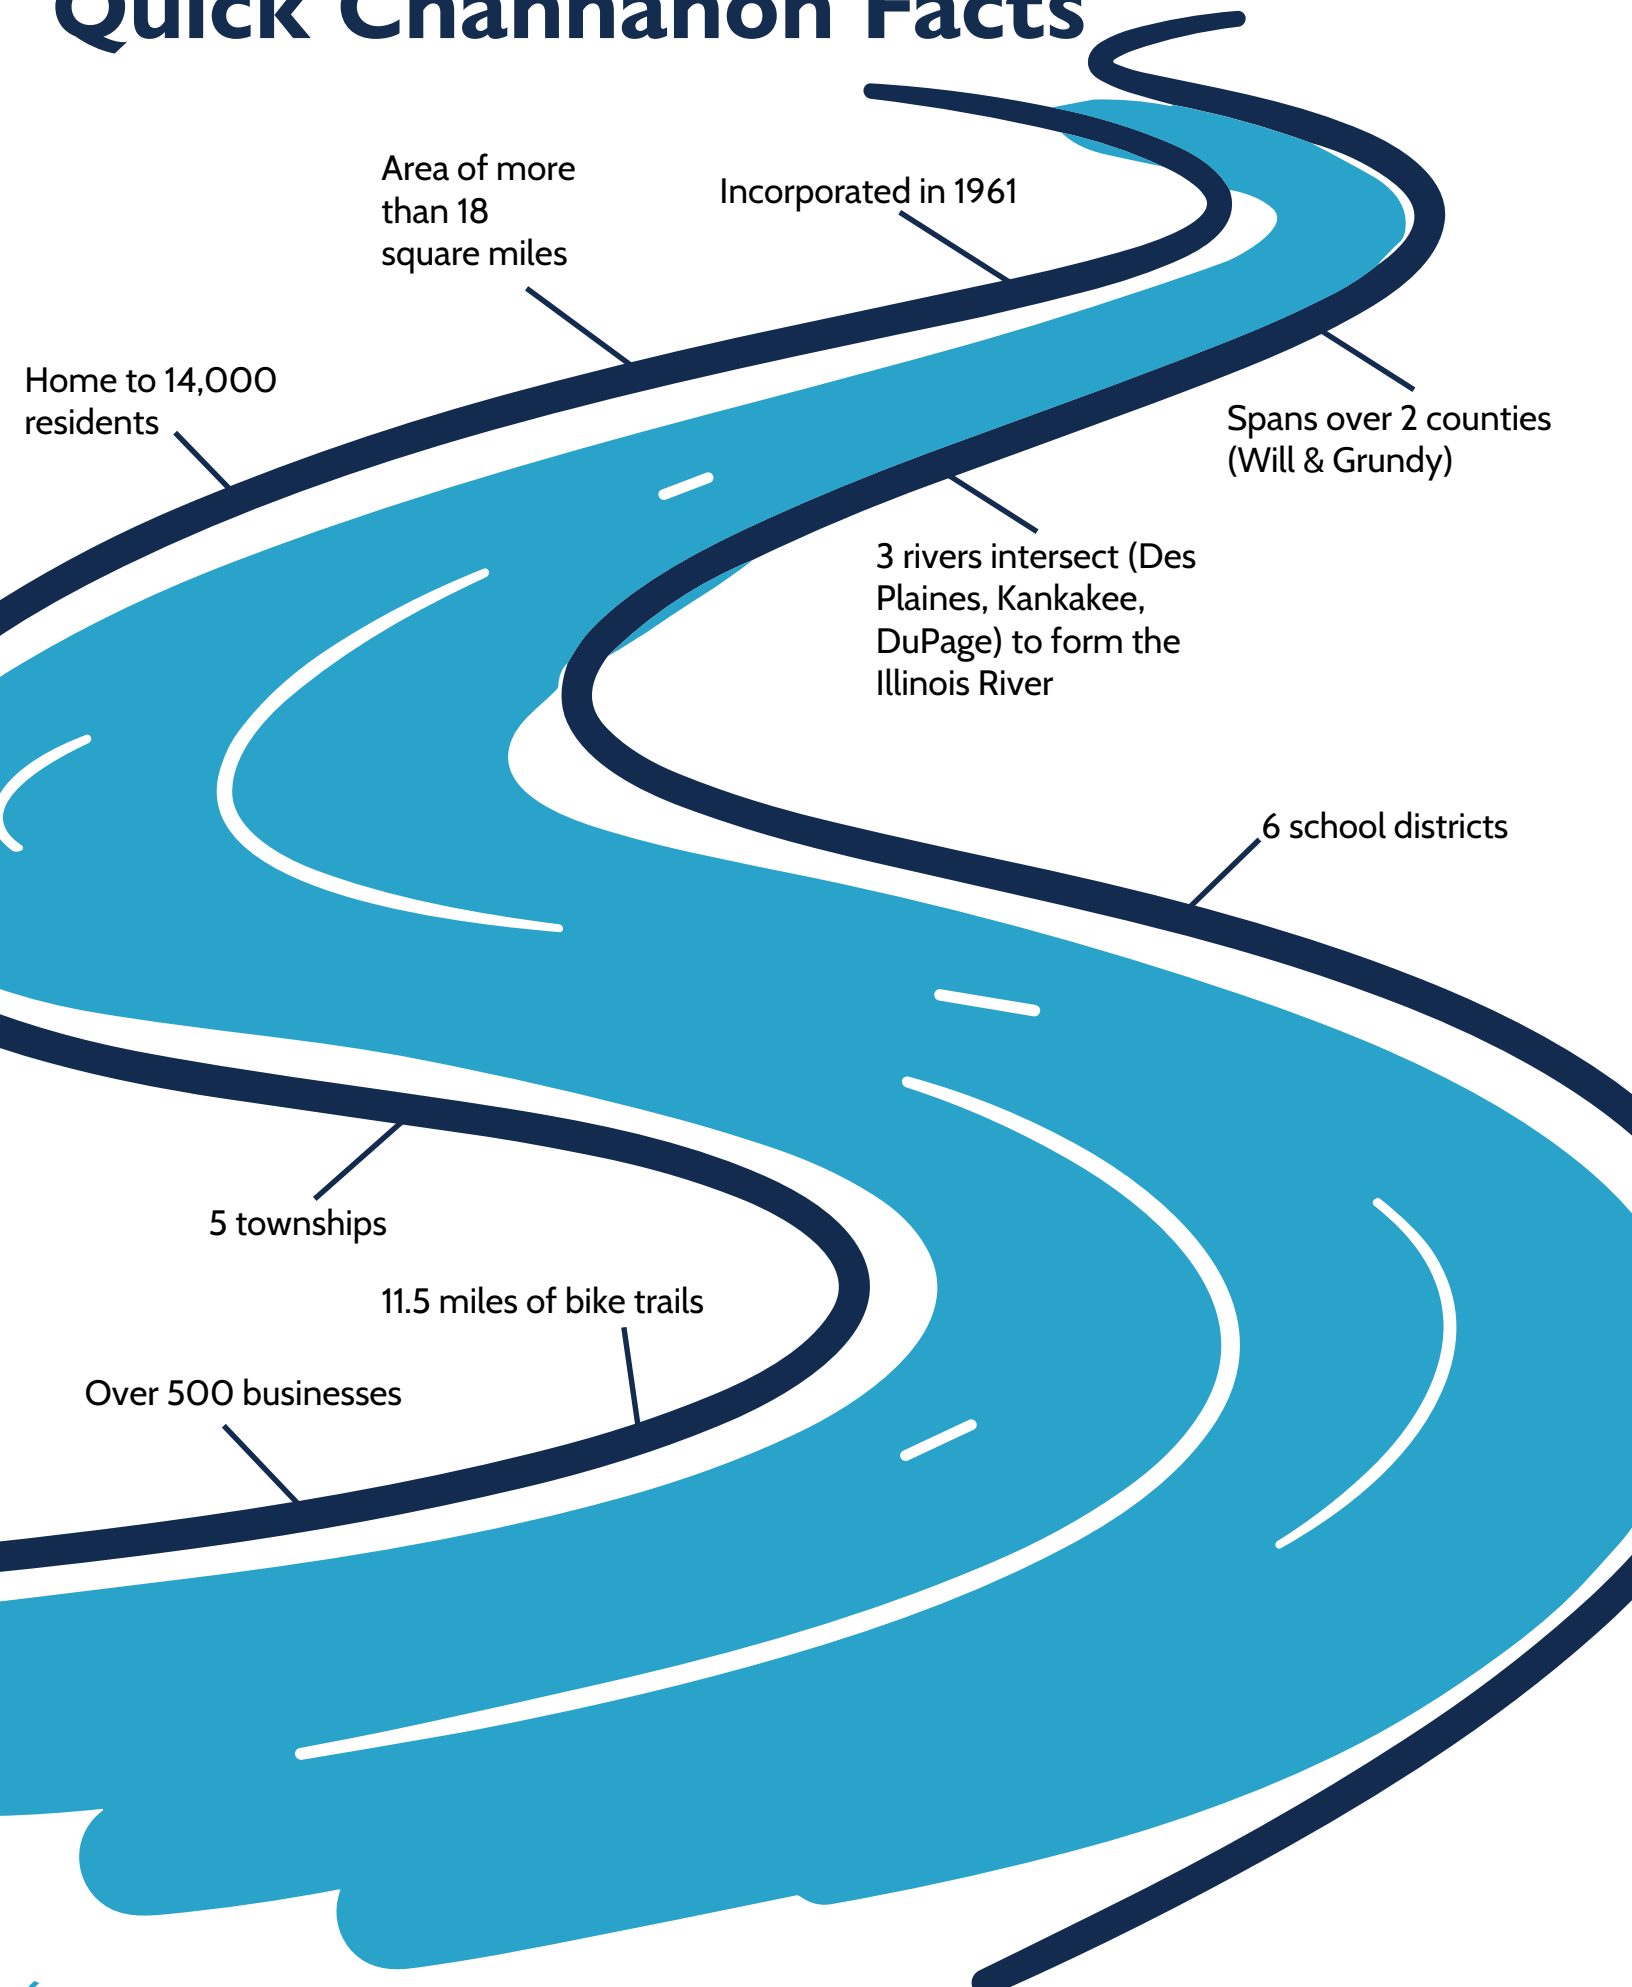 Quick Channahon Facts
Area of more
than 18
square miles
Incorporated in 1961
Home to 14,000
residents
Spans over 2 counties
(Will & Grundy)
3 rivers intersect (Des
Plaines, Kankakee,
DuPage) to form the
Illinois River
6 school districts
5 townships
11.5 miles of bike trails
Over 500 businesses